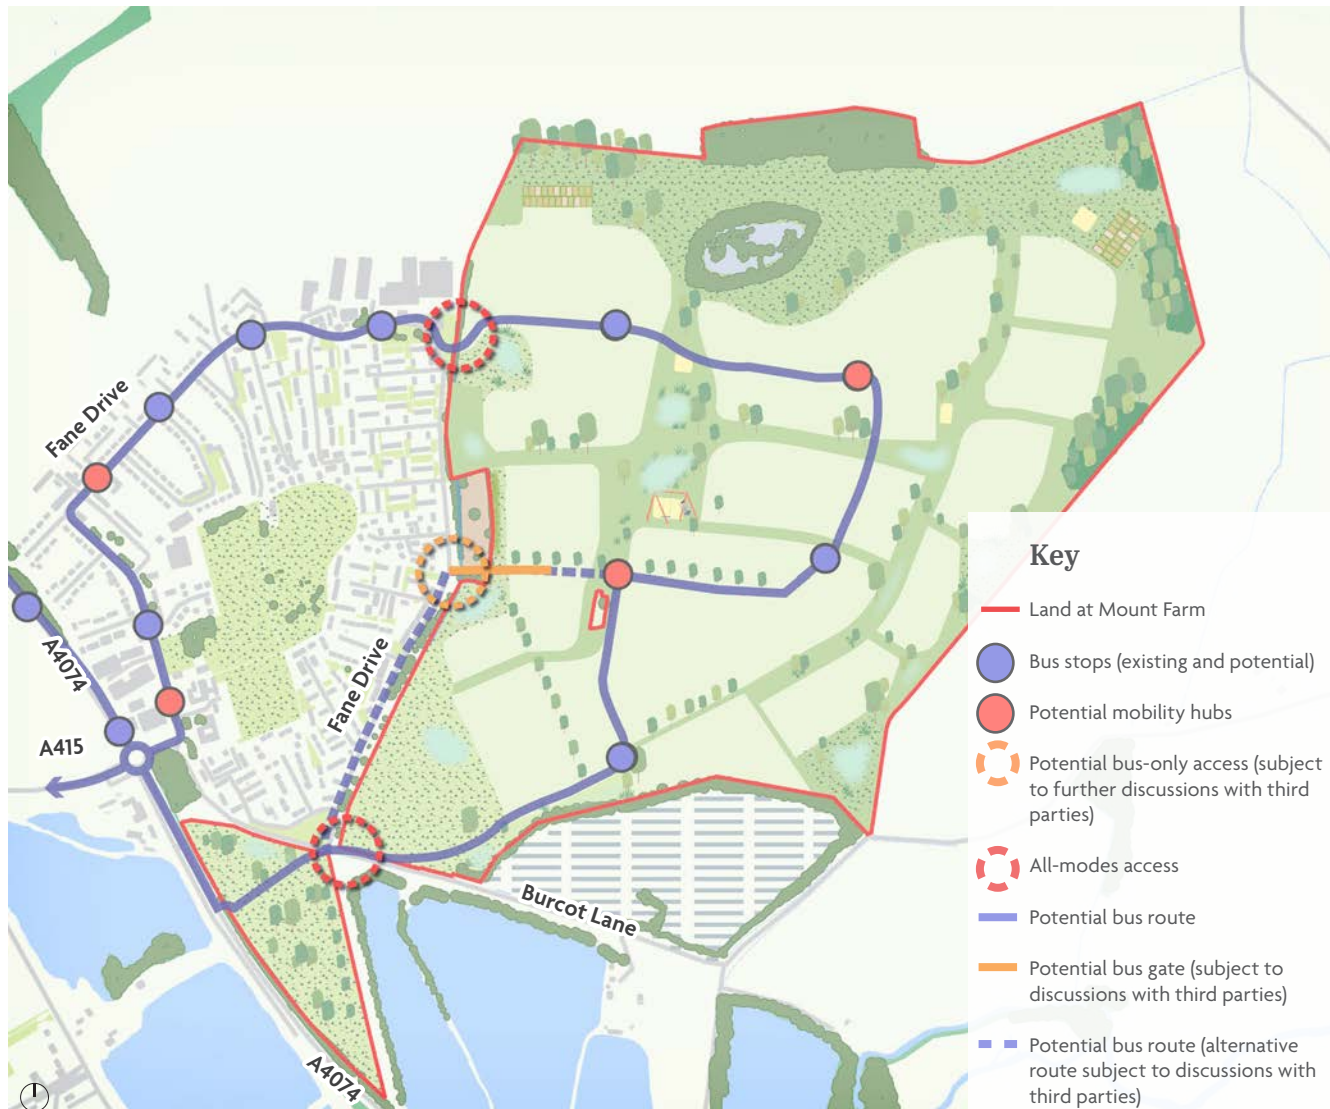 Fane Drive
A4074
A415
Fane Drive
Burcot Lane
A4074
Key
Land at Mount Farm
Bus stops (existing and potential)
Potential mobility hubs
Potential bus-only access (subject
to further discussions with third
parties)
All-modes access
Potential bus route
Potential bus gate (subject to
discussions with third parties)
Potential bus route (alternative
route subject to discussions with
third parties)